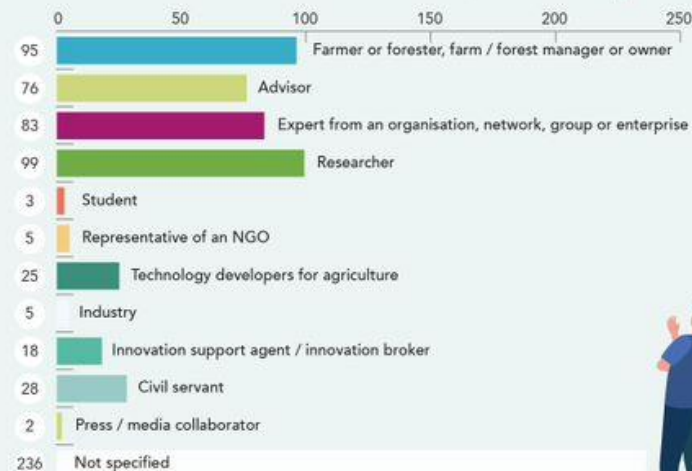 0 50 100 150 200 250
95 Farmer or forester, farm / forest manager or owner
76 Advisor
83 Expert from an organisation, network, group or enterprise
99 Researcher
3 Student
5 Representative of an NGO
25 Technology developers for agriculture
5 Industry
18 Innovation support agent / innovation broker
28 Civil servant
2 Press / media collaborator
236 Not specified